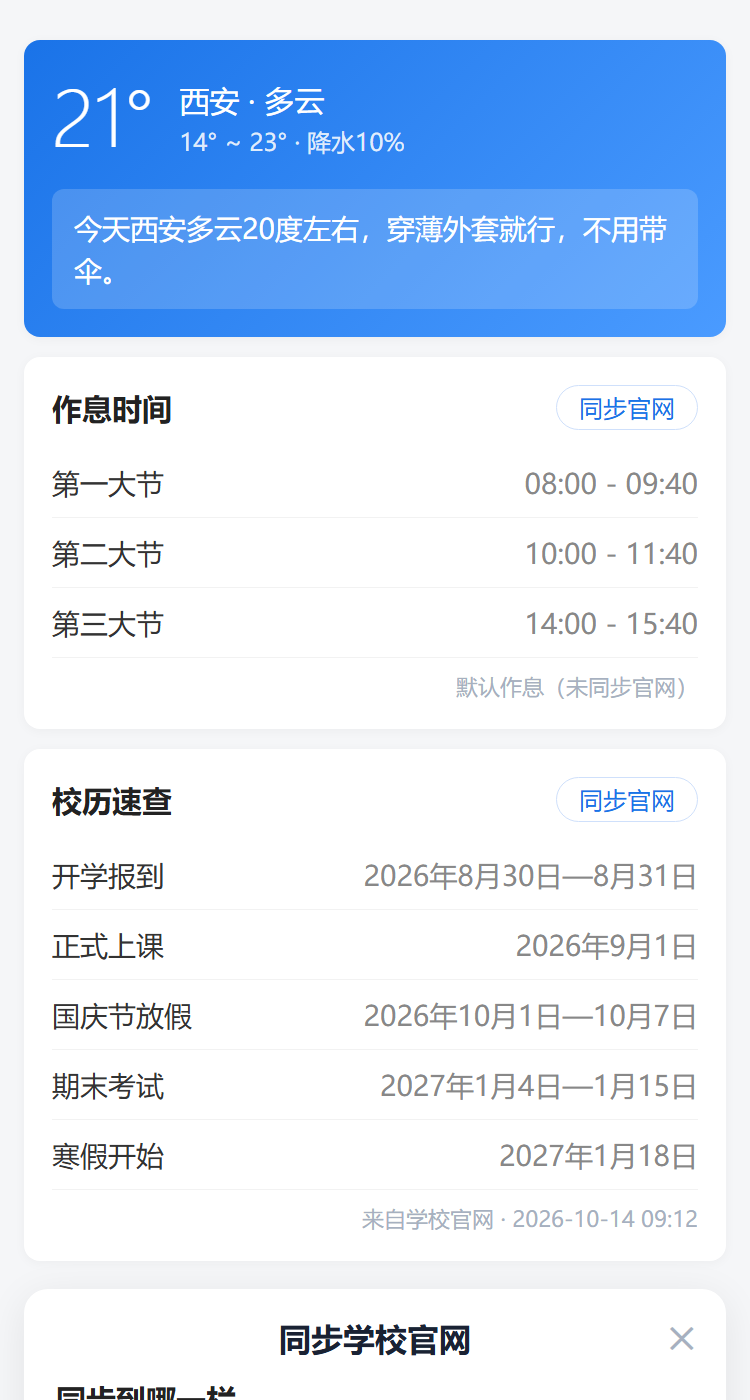 21°
西安 · 多云
14° ~ 23° · 降水10%
今天西安多云20度左右，穿薄外套就行，不用带
伞。
作息时间 同步官网
第一大节 08:00 - 09:40
第二大节 10:00 - 11:40
第三大节 14:00 - 15:40
默认作息（未同步官网）
校历速查 同步官网
开学报到 2026年8月30日—8月31日
正式上课 2026年9月1日
国庆节放假 2026年10月1日—10月7日
期末考试 2027年1月4日—1月15日
寒假开始 2027年1月18日
来自学校官网 · 2026-10-14 09:12
同步学校官网
同步到哪一样